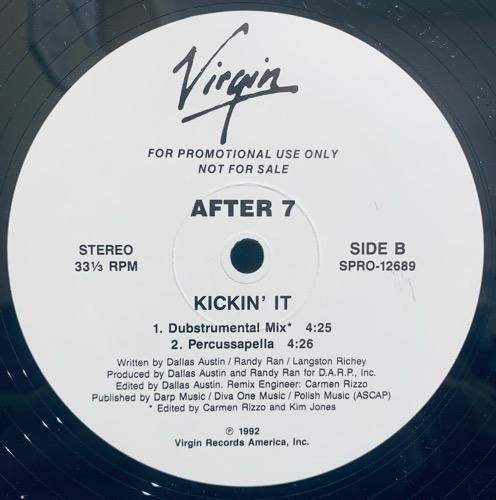 Virgin
FOR PROMOTIONAL USE ONLY
NOT FOR SALE
AFTER 7
STEREO
33⅓ RPM
SIDE B
SPRO-12689
KICKIN' IT
1. Dubstrumental Mix* 4:25
2. Percussapella 4:26
Written by Dallas Austin / Randy Ran / Langston Richey
Produced by Dallas Austin and Randy Ran for D.A.R.P., Inc.
Edited by Dallas Austin. Remix Engineer: Carmen Rizzo
Published by Darp Music / Diva One Music / Polish Music (ASCAP)
* Edited by Carmen Rizzo and Kim Jones
℗ 1992
Virgin Records America, Inc.